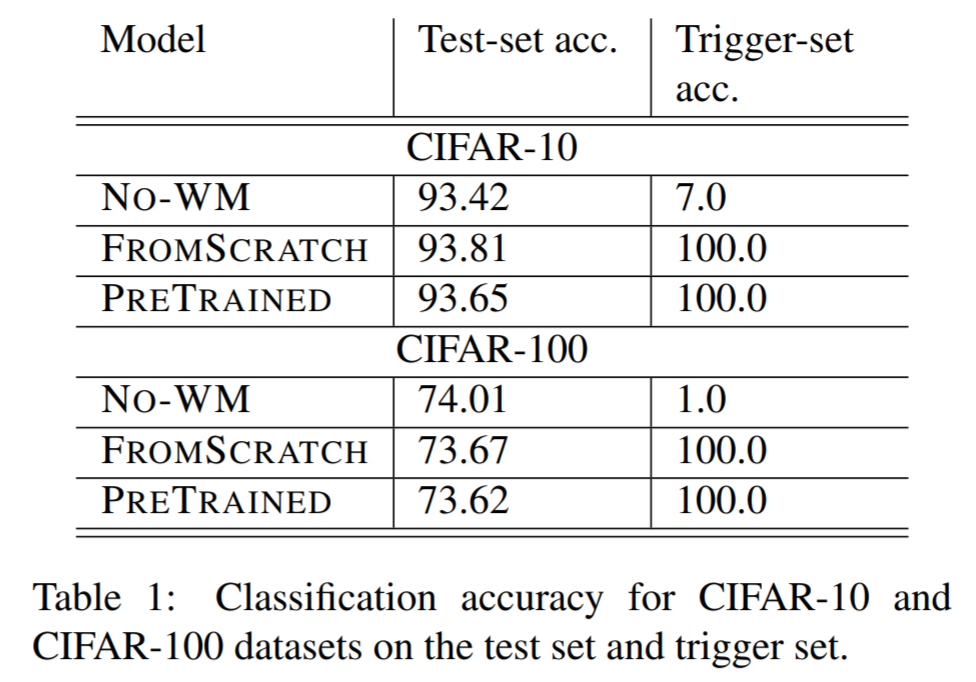 Model Test-set acc. Trigger-set
acc.
CIFAR-10
NO-WM 93.42 7.0
FROMSCRATCH 93.81 100.0
PRETRAINED 93.65 100.0
CIFAR-100
NO-WM 74.01 1.0
FROMSCRATCH 73.67 100.0
PRETRAINED 73.62 100.0
Table 1: Classification accuracy for CIFAR-10 and
CIFAR-100 datasets on the test set and trigger set.